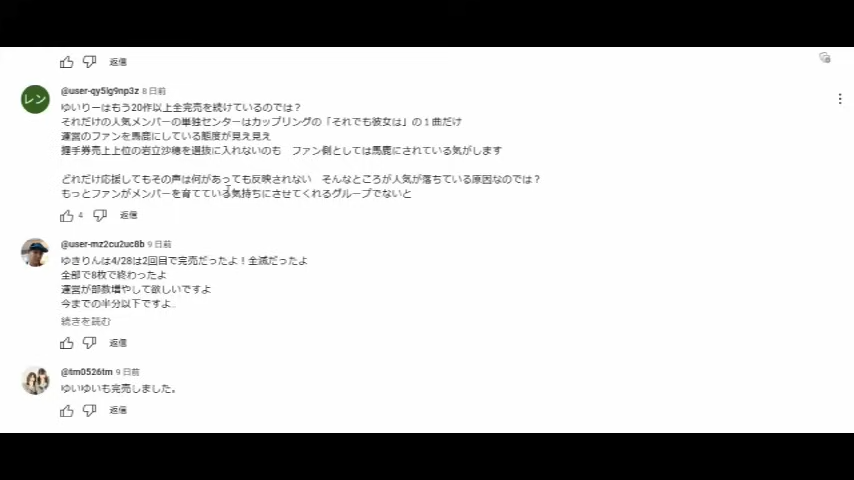 返信
レン
@user-qy5lg9np3z 8 日前
ゆいりーはもう20作以上全完売を続けているのでは？
それだけの人気メンバーの単独センターはカップリングの「それでも彼女は」の１曲だけ
運営のファンを馬鹿にしている態度が見え見え
握手券売上上位の岩立沙穂を選抜に入れないのも　ファン側としては馬鹿にされている気がします
どれだけ応援してもその声は何があっても反映されない　そんなところが人気が落ちている原因なのでは？
もっとファンがメンバーを育てている気持ちにさせてくれるグループでないと
4 返信
@user-mz2cu2uc8b 9 日前
ゆきりんは4/28は2回目で完売だったよ！全滅だったよ
全部で8枚で終わったよ
運営が部数増やして欲しいですよ
今までの半分以下ですよ..
続きを読む
返信
@tm0526tm 9 日前
ゆいゆいも完売しました。
返信